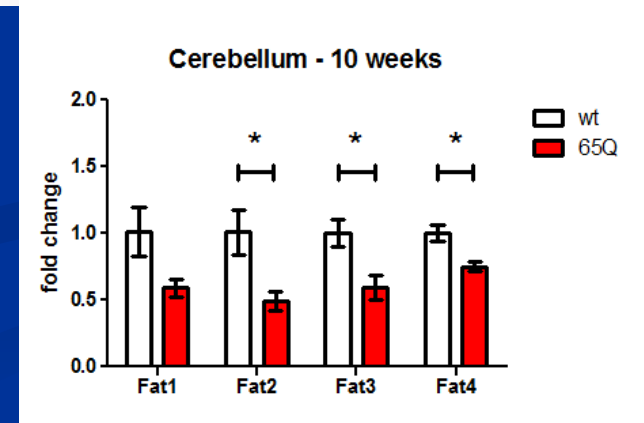 Cerebellum - 10 weeks
2.0
1.5
1.0
0.5
0.0
fold change
* * *
wt
65Q
Fat1 Fat2 Fat3 Fat4